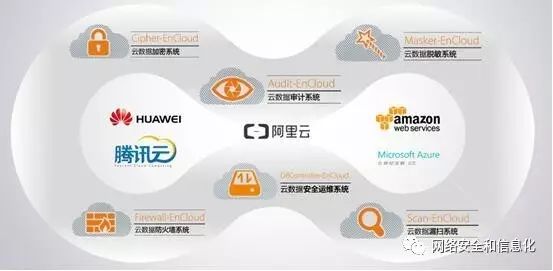 Cipher-EnCloud
云数据加密系统
Masker-EnCloud
云数据脱敏系统
Audit-EnCloud
云数据审计系统
HUAWEI
阿里云
amazon
web services
腾讯云
Tencent Cloud Computing
Microsoft Azure
DBController-EnCloud
云数据安全运维系统
Firewall-EnCloud
云数据防火墙系统
Scan-EnCloud
云数据漏扫系统
网络安全和信息化